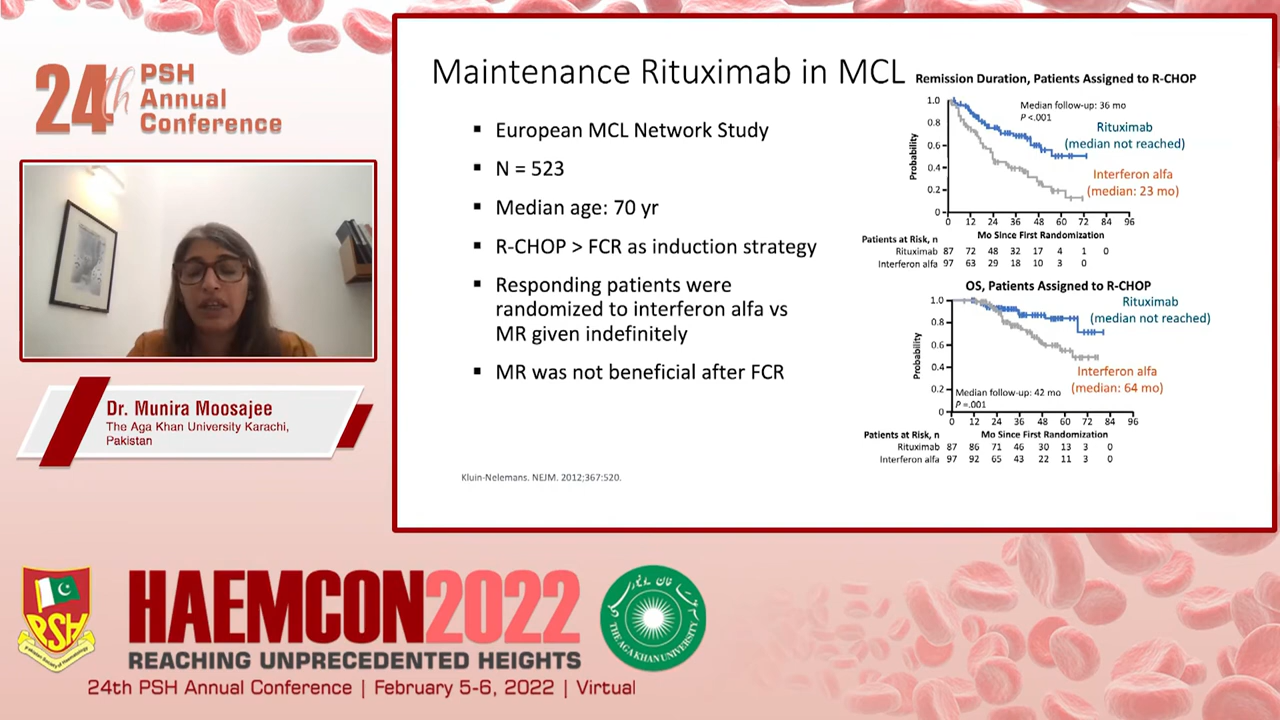 24th PSH
Annual
Conference
Dr. Munira Moosajee
The Aga Khan University Karachi,
Pakistan
Maintenance Rituximab in MCL
▪ European MCL Network Study
▪ N = 523
▪ Median age: 70 yr
▪ R-CHOP > FCR as induction strategy
▪ Responding patients were
randomized to interferon alfa vs
MR given indefinitely
▪ MR was not beneficial after FCR
Kluin-Nelemans. NEJM. 2012;367:520.
Remission Duration, Patients Assigned to R-CHOP
Median follow-up: 36 mo
P <.001
Rituximab
(median not reached)
Interferon alfa
(median: 23 mo)
Probability
1.0
0.8
0.6
0.4
0.2
0
0 12 24 36 48 60 72 84 96
Mo Since First Randomization
Patients at Risk, n
Rituximab 87 72 48 32 17 4 1 0
Interferon alfa 97 63 29 18 10 3 0
OS, Patients Assigned to R-CHOP
Rituximab
(median not reached)
Interferon alfa
(median: 64 mo)
Median follow-up: 42 mo
P =.001
Probability
1.0
0.8
0.6
0.4
0.2
0
0 12 24 36 48 60 72 84 96
Mo Since First Randomization
Patients at Risk, n
Rituximab 87 86 71 46 30 13 3 0
Interferon alfa 97 92 65 43 22 11 3 0
PSH
Pakistan Society of Haematology
HAEMCON2022
REACHING UNPRECEDENTED HEIGHTS
THE AGA KHAN UNIVERSITY
24th PSH Annual Conference | February 5-6, 2022 | Virtual